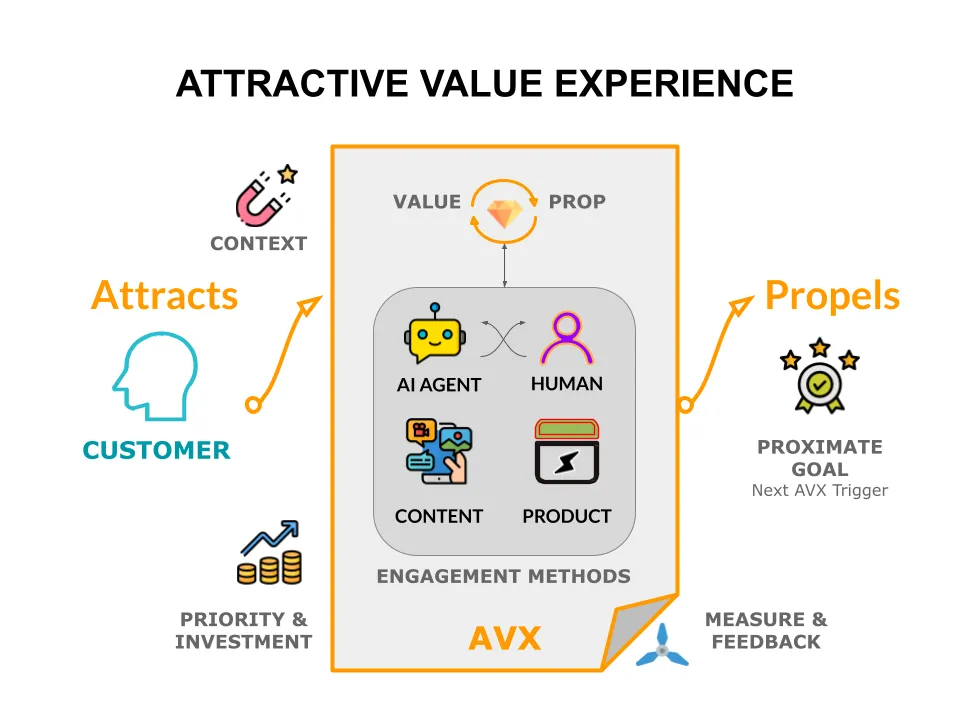 ATTRACTIVE VALUE EXPERIENCE
VALUE
PROP
CONTEXT
Attracts
Propels
CUSTOMER
AI AGENT
HUMAN
CONTENT
PRODUCT
ENGAGEMENT METHODS
PROXIMATE
GOAL
Next AVX Trigger
PRIORITY &
INVESTMENT
AVX
MEASURE &
FEEDBACK